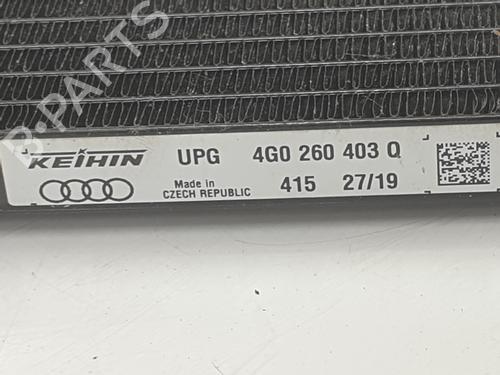 B-PARTS
KEIHIN UPG 4G0 260 403 Q
Made in
CZECH REPUBLIC 415 27/19